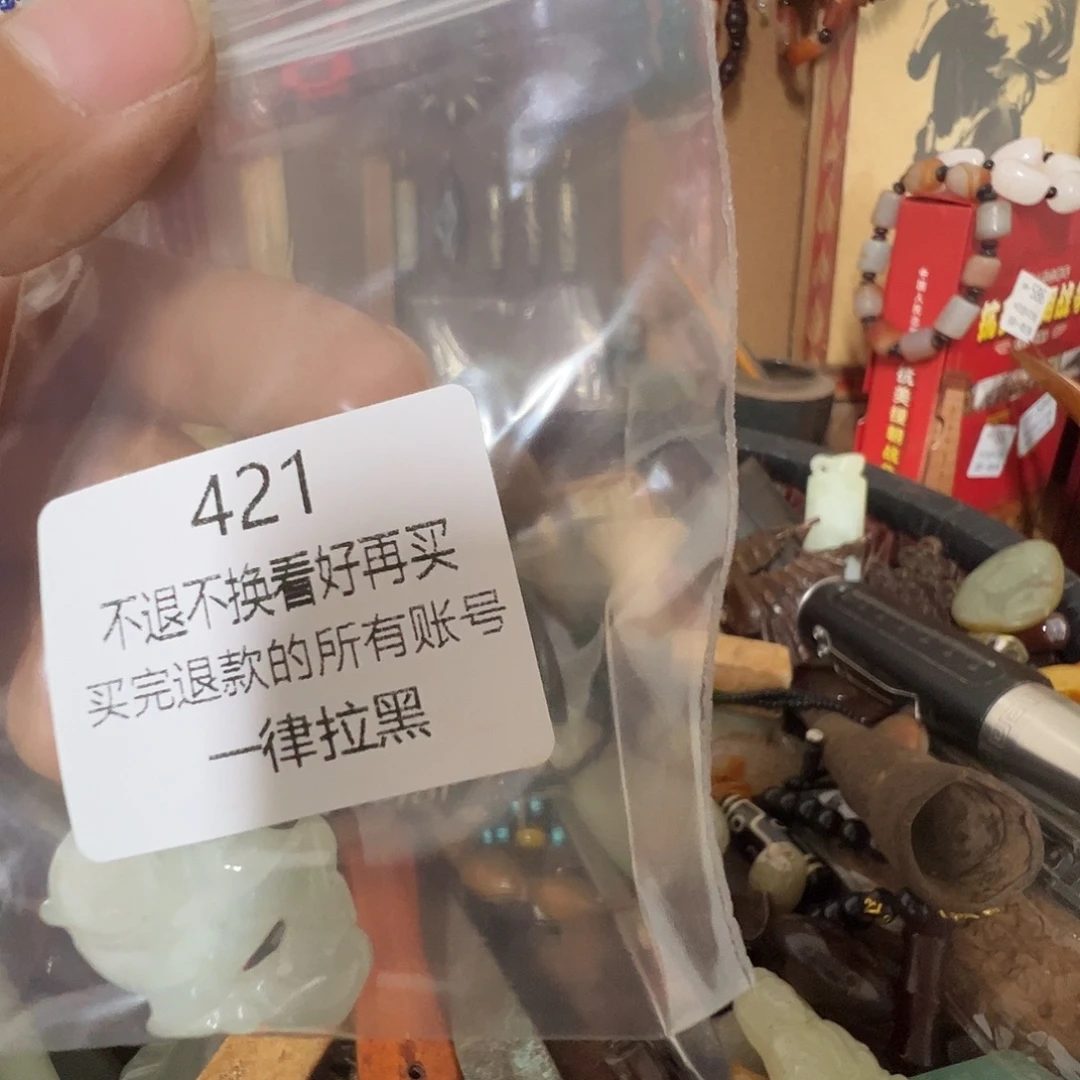 421
不退不换看好再买
买完退款的所有账号
一律拉黑